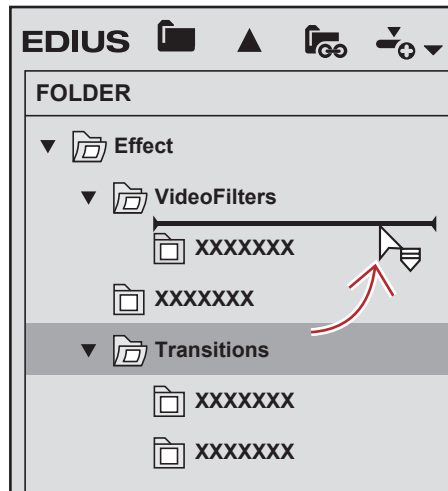 EDIUS
FOLDER
Effect
VideoFilters
XXXXXXX
XXXXXXX
Transitions
XXXXXXX
XXXXXXX